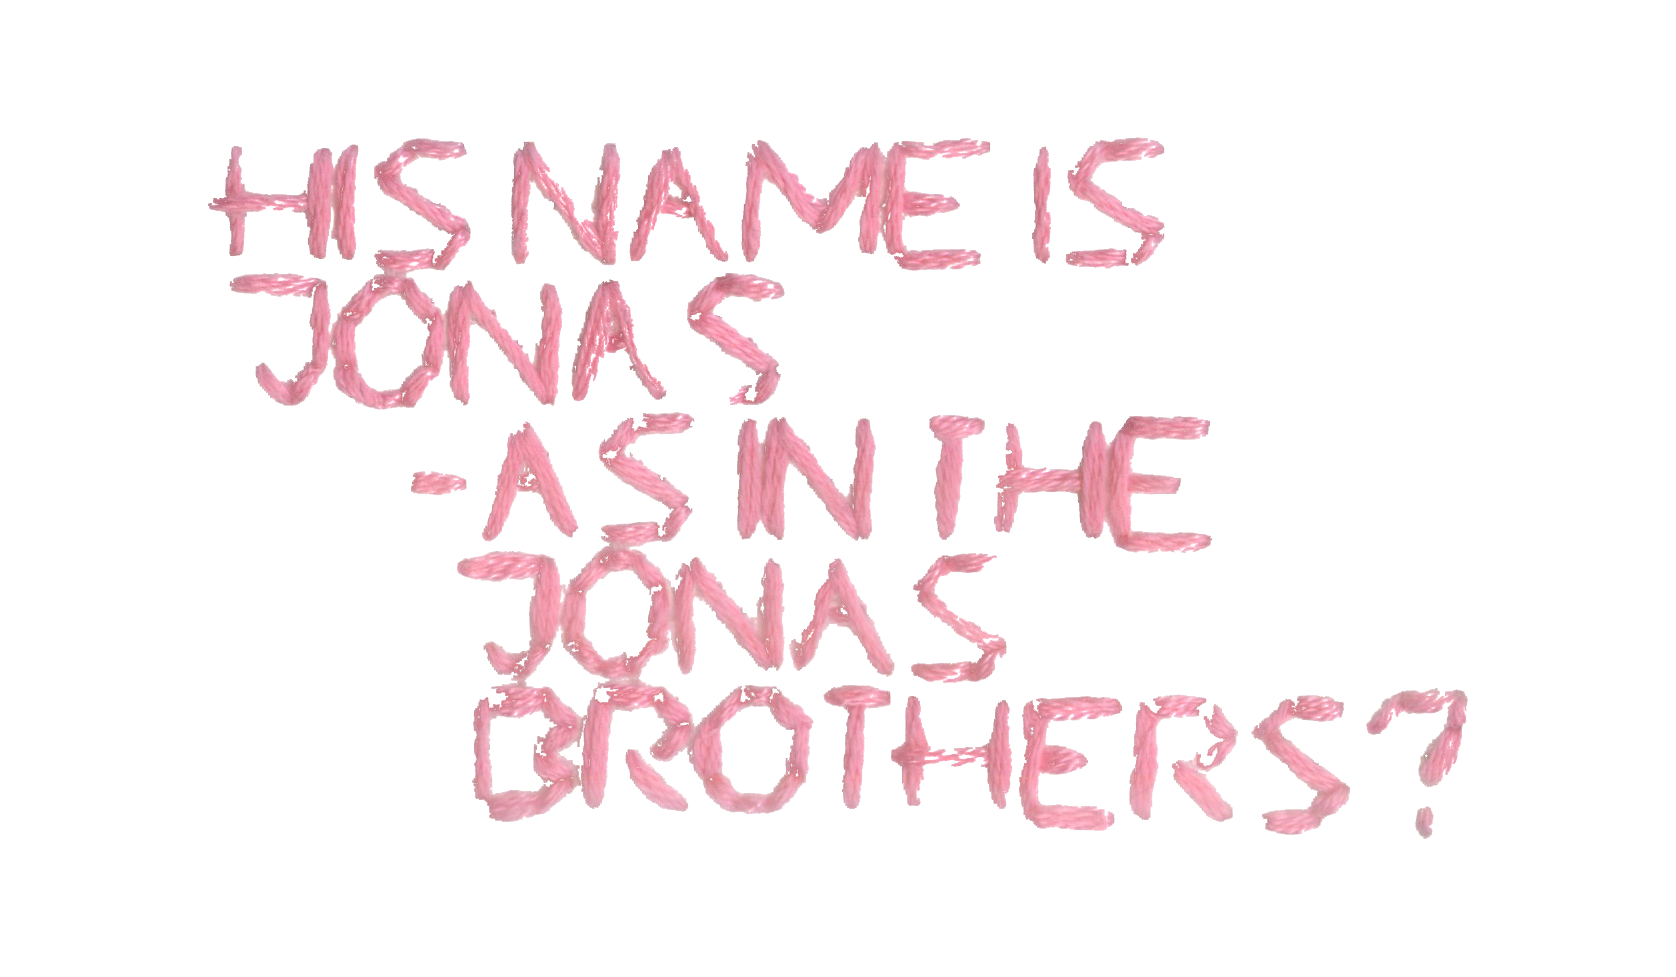 HIS NAME IS
JONAS
-AS IN THE
JONAS
BROTHERS?